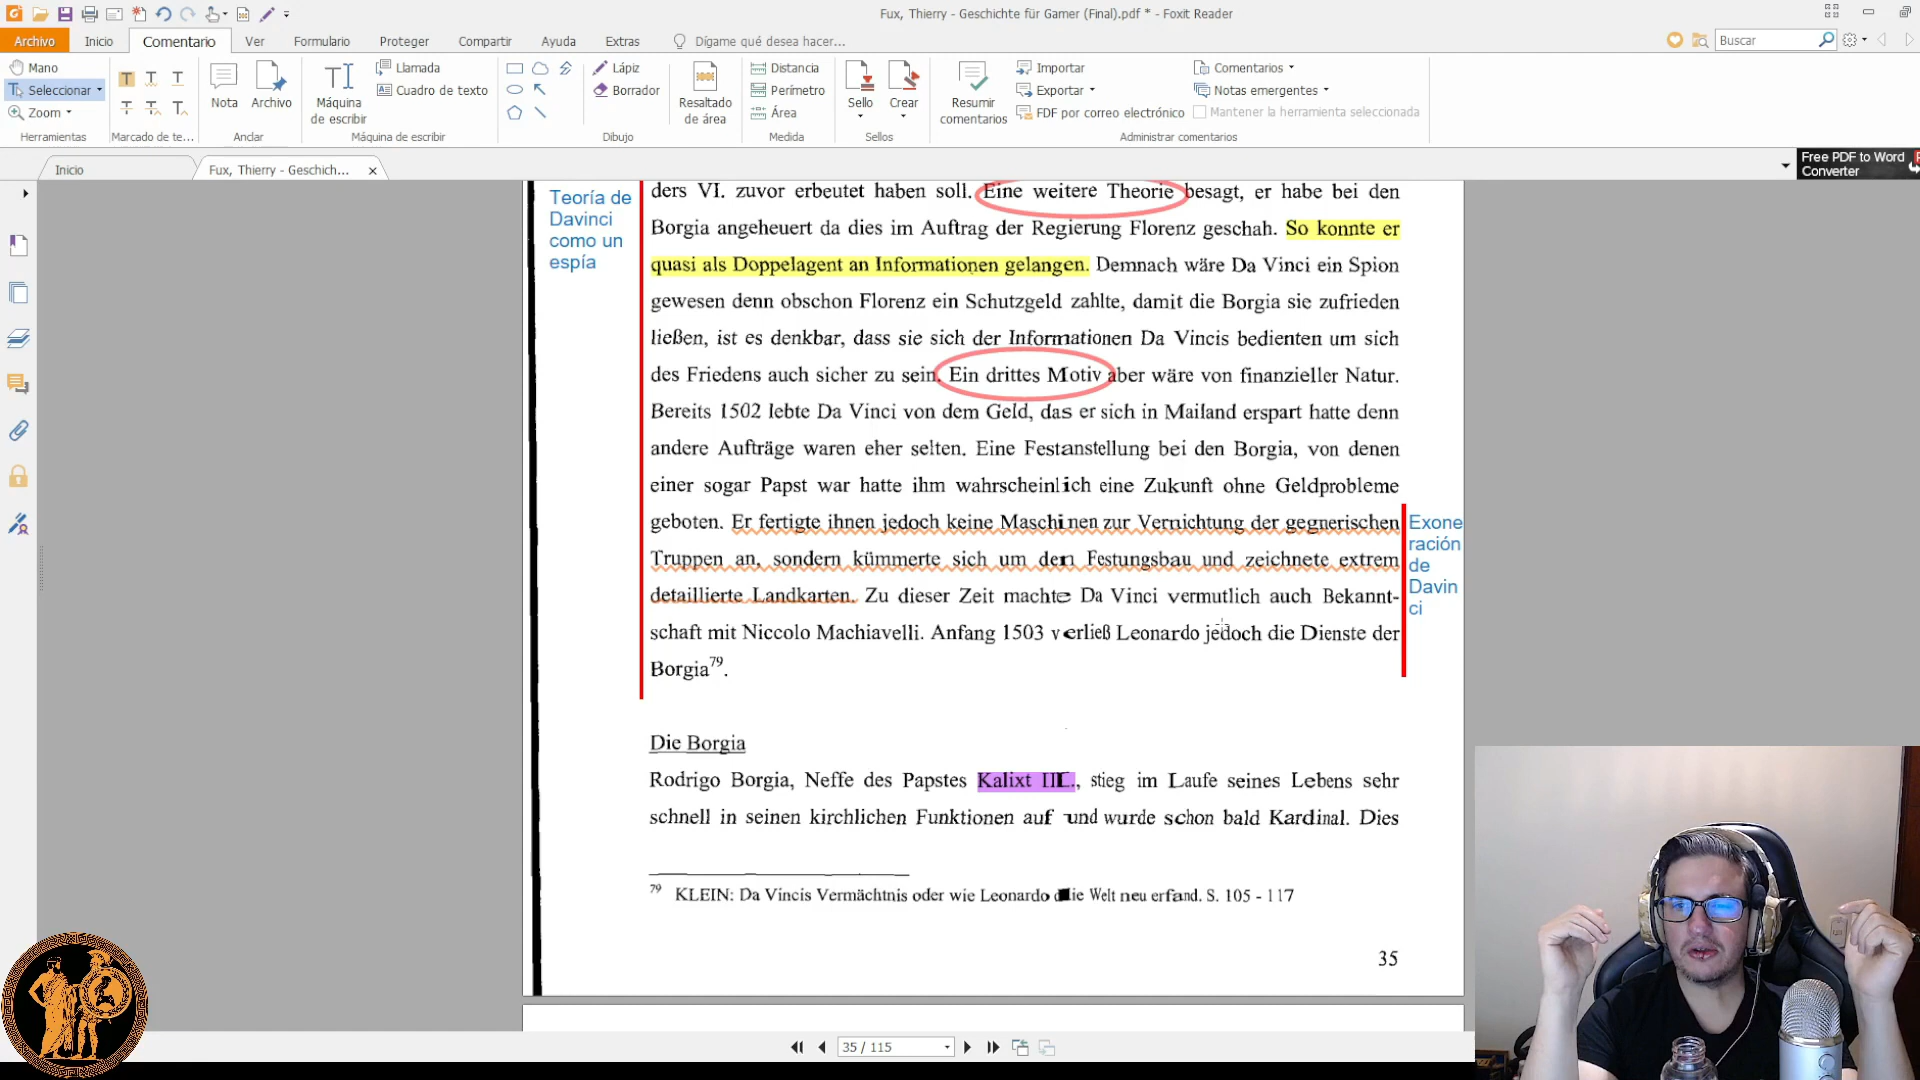 Fux, Thierry - Geschichte für Gamer (Final).pdf * - Foxit Reader
Archivo Inicio Comentario Ver Formulario Proteger Compartir Ayuda Extras Dígame qué desea hacer... Buscar
Mano
Seleccionar
Zoom
Herramientas
Marcado de te...
Nota Archivo
Anclar
Máquina de escribir
Llamada
Cuadro de texto
Máquina de escribir
Lápiz
Borrador
Dibujo
Resaltado de área
Distancia
Perímetro
Área
Medida
Sello Crear
Sellos
Resumir comentarios
Importar
Exportar
FDF por correo electrónico
Comentarios
Notas emergentes
Mantener la herramienta seleccionada
Administrar comentarios
Inicio
Fux, Thierry - Geschich...
Free PDF to Word
Converter
Teoría de
Davinci
como un
espía
ders VI. zuvor erbeutet haben soll. Eine weitere Theorie besagt, er habe bei den
Borgia angeheuert da dies im Auftrag der Regierung Florenz geschah. So konnte er
quasi als Doppelagent an Informationen gelangen. Demnach wäre Da Vinci ein Spion
gewesen denn obschon Florenz ein Schutzgeld zahlte, damit die Borgia sie zufrieden
ließen, ist es denkbar, dass sie sich der Informationen Da Vincis bedienten um sich
des Friedens auch sicher zu sein. Ein drittes Motiv aber wäre von finanzieller Natur.
Bereits 1502 lebte Da Vinci von dem Geld, das er sich in Mailand erspart hatte denn
andere Aufträge waren eher selten. Eine Festanstellung bei den Borgia, von denen
einer sogar Papst war hatte ihm wahrscheinlich eine Zukunft ohne Geldprobleme
geboten. Er fertigte ihnen jedoch keine Maschinen zur Vernichtung der gegnerischen
Truppen an, sondern kümmerte sich um den Festungsbau und zeichnete extrem
detaillierte Landkarten. Zu dieser Zeit machte Da Vinci vermutlich auch Bekannt-
schaft mit Niccolo Machiavelli. Anfang 1503 verließ Leonardo jedoch die Dienste der
Borgia79.
Exone
ración
de
Davin
ci
Die Borgia
Rodrigo Borgia, Neffe des Papstes Kalixt III., stieg im Laufe seines Lebens sehr
schnell in seinen kirchlichen Funktionen auf und wurde schon bald Kardinal. Dies
79 KLEIN: Da Vincis Vermächtnis oder wie Leonardo die Welt neu erfand. S. 105 - 117
35
35 / 115